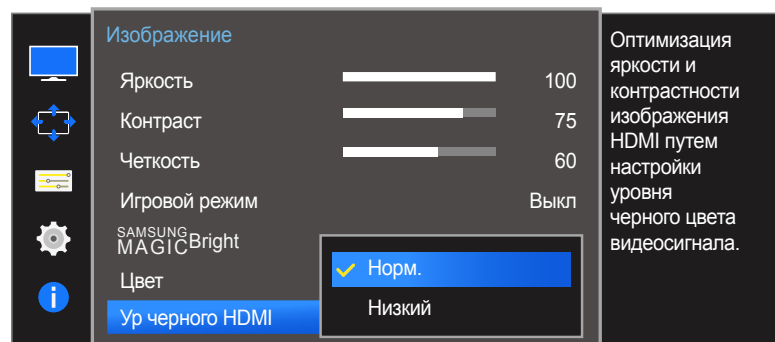 Изображение
Яркость 100
Контраст 75
Четкость 60
Игровой режим Выкл
SAMSUNG
MAGICBright
Цвет
Ур черного HDMI
Норм.
Низкий
Оптимизация
яркости и
контрастности
изображения
HDMI путем
настройки
уровня
черного цвета
видеосигнала.